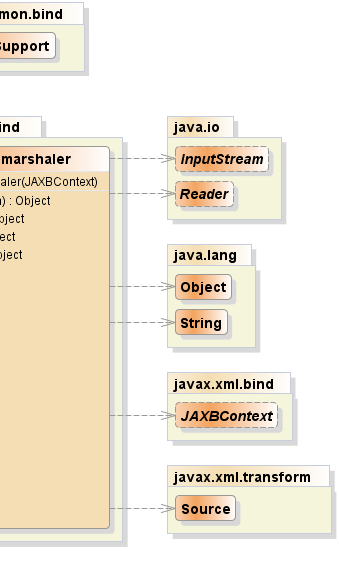 mon.bind
Support
ind
marshaler
aler(JAXBContext)
) : Object
bject
ect
bject
java.io
InputStream
Reader
java.lang
Object
String
javax.xml.bind
JAXBContext
javax.xml.transform
Source